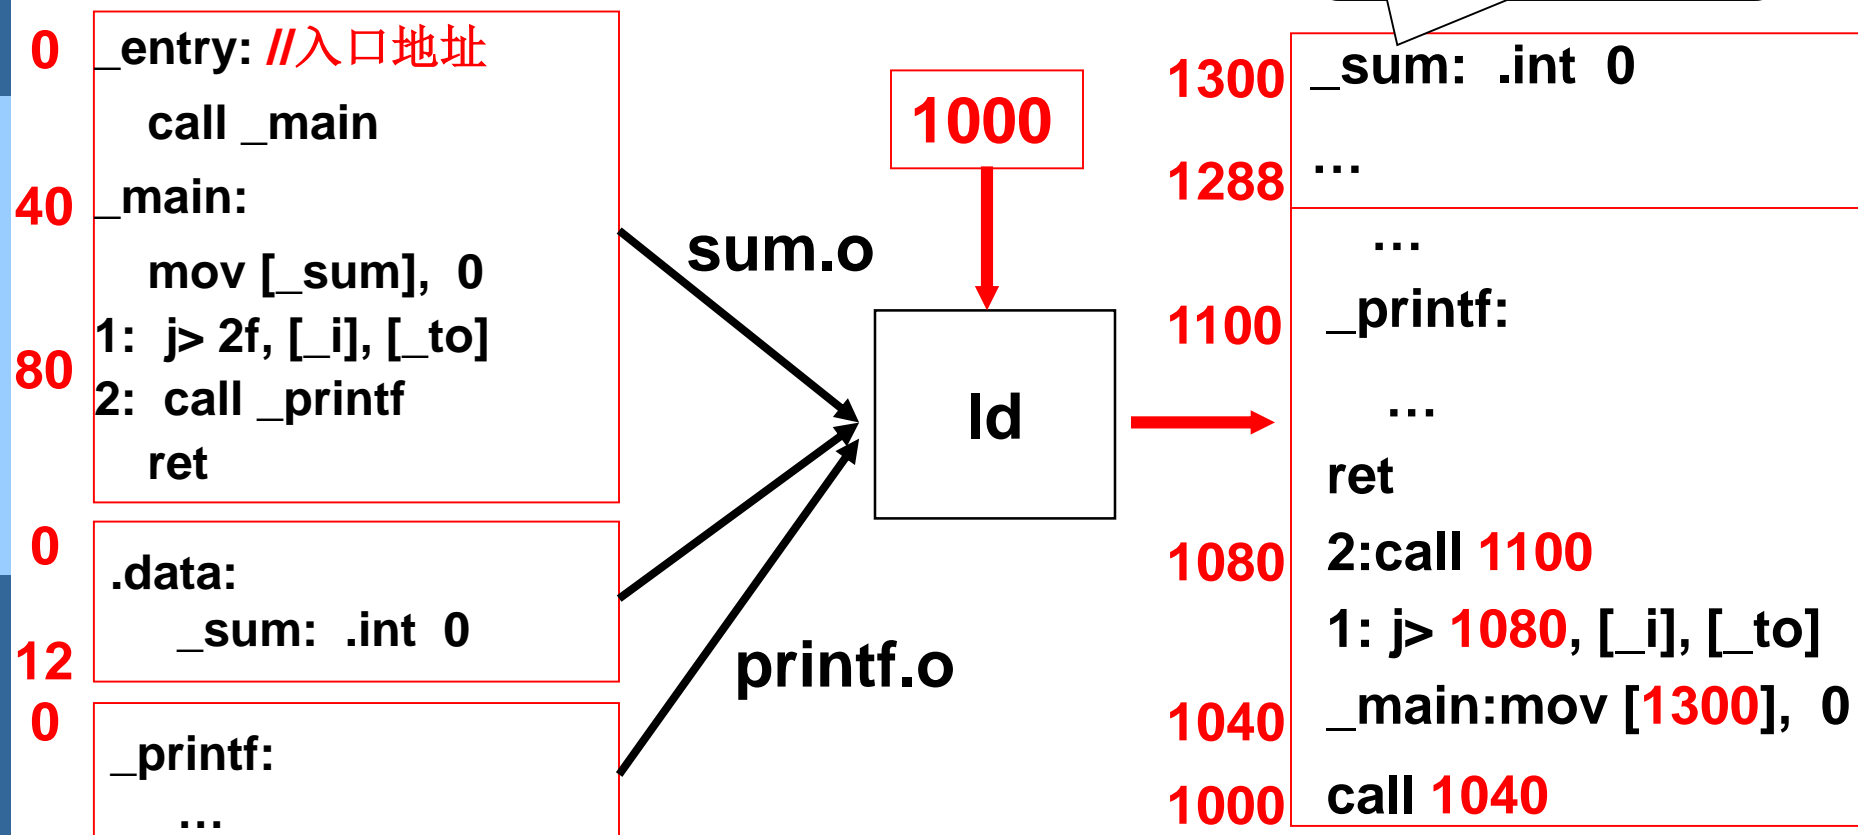 0
_entry: //入口地址
call _main
40
_main:
mov [_sum], 0
1: j> 2f, [_i], [_to]
80
2: call _printf
ret
0
.data:
_sum: .int 0
12
0
_printf:
...
sum.o
printf.o
1000
ld
1300 _sum: .int 0
1288 ...
...
1100 _printf:
...
ret
1080 2:call 1100
1: j> 1080, [_i], [_to]
1040 _main:mov [1300], 0
1000 call 1040